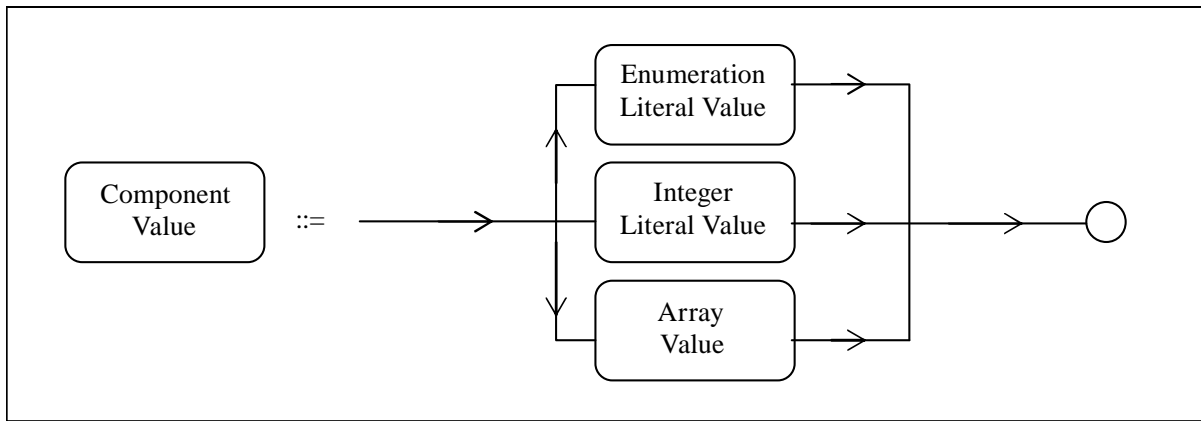 Enumeration
Literal Value
Component
Value
::=
Integer
Literal Value
Array
Value